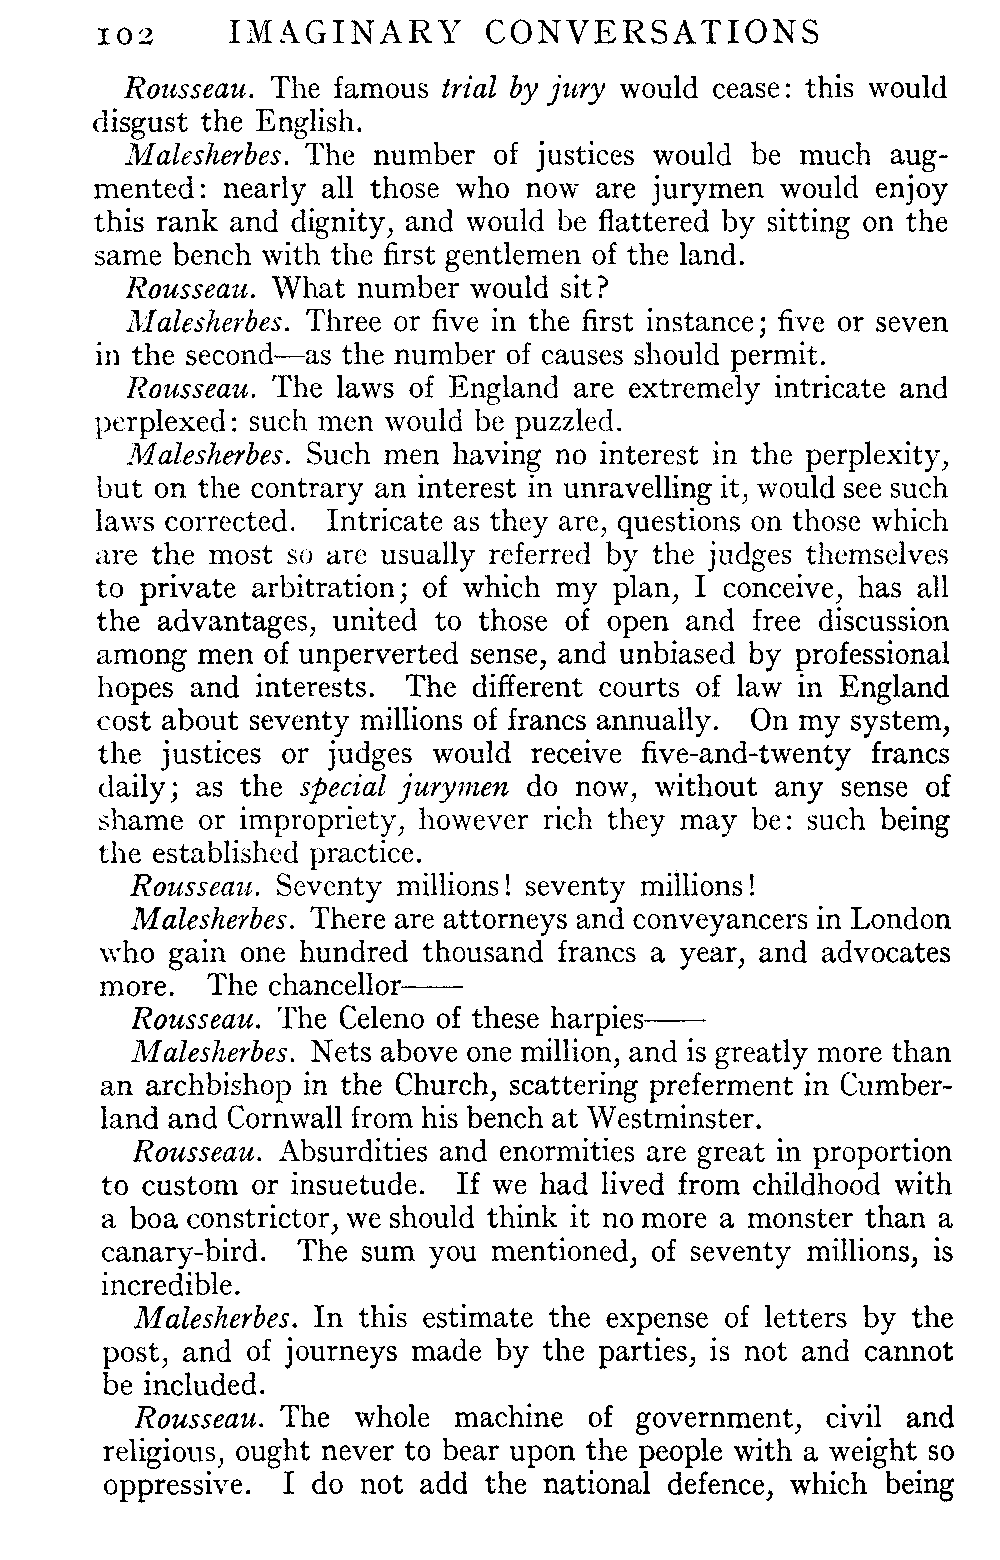 102 IMAGINARY CONVERSATIONS
Rousseau. The famous trial by jury would cease: this would
disgust the English.
Malesherbes. The number of justices would be much aug-
mented: nearly all those who now are jurymen would enjoy
this rank and dignity, and would be flattered by sitting on the
same bench with the first gentlemen of the land.
Rousseau. What number would sit?
Malesherbes. Three or five in the first instance; five or seven
in the second—as the number of causes should permit.
Rousseau. The laws of England are extremely intricate and
perplexed: such men would be puzzled.
Malesherbes. Such men having no interest in the perplexity,
but on the contrary an interest in unravelling it, would see such
laws corrected. Intricate as they are, questions on those which
are the most so are usually referred by the judges themselves
to private arbitration; of which my plan, I conceive, has all
the advantages, united to those of open and free discussion
among men of unperverted sense, and unbiased by professional
hopes and interests. The different courts of law in England
cost about seventy millions of francs annually. On my system,
the justices or judges would receive five-and-twenty francs
daily; as the special jurymen do now, without any sense of
shame or impropriety, however rich they may be: such being
the established practice.
Rousseau. Seventy millions! seventy millions!
Malesherbes. There are attorneys and conveyancers in London
who gain one hundred thousand francs a year, and advocates
more. The chancellor——
Rousseau. The Celeno of these harpies——
Malesherbes. Nets above one million, and is greatly more than
an archbishop in the Church, scattering preferment in Cumber-
land and Cornwall from his bench at Westminster.
Rousseau. Absurdities and enormities are great in proportion
to custom or insuetude. If we had lived from childhood with
a boa constrictor, we should think it no more a monster than a
canary-bird. The sum you mentioned, of seventy millions, is
incredible.
Malesherbes. In this estimate the expense of letters by the
post, and of journeys made by the parties, is not and cannot
be included.
Rousseau. The whole machine of government, civil and
religious, ought never to bear upon the people with a weight so
oppressive. I do not add the national defence, which being